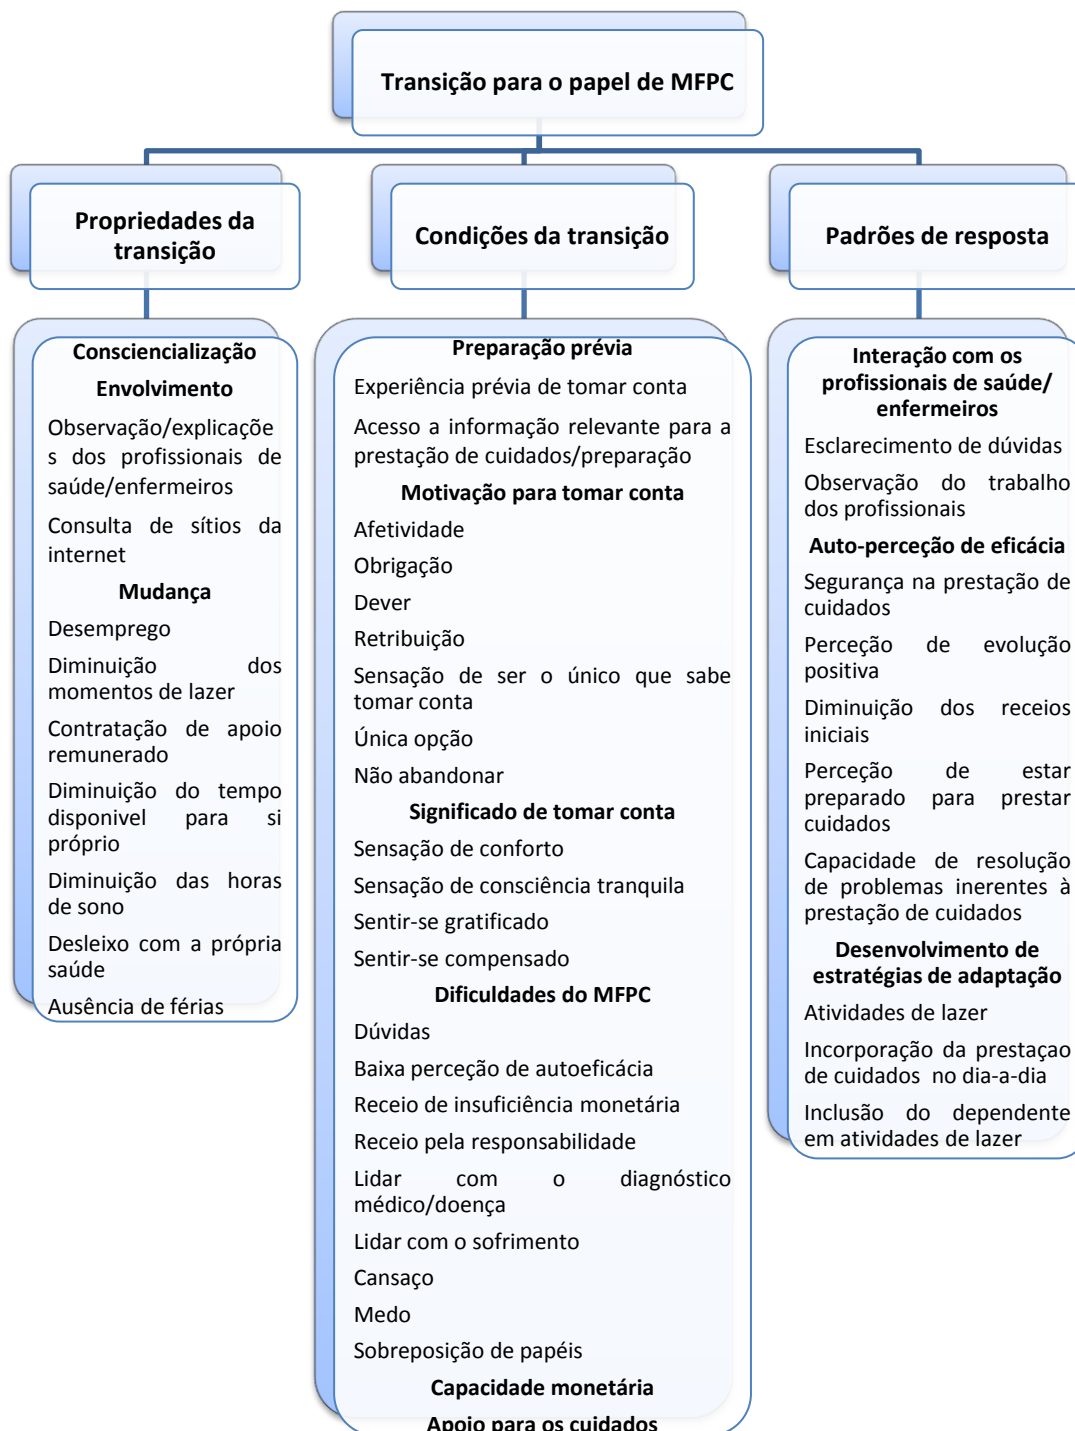 Transição para o papel de MFPC
Propriedades da
transição
Consciencialização
Envolvimento
Observação/explicaçõe
s dos profissionais de
saúde/enfermeiros
Consulta de sítios da
internet
Mudança
Desemprego
Diminuição dos
momentos de lazer
Contratação de apoio
remunerado
Diminuição do tempo
disponivel para si
próprio
Diminuição das horas
de sono
Desleixo com a própria
saúde
Ausência de férias
Condições da transição
Preparação prévia
Experiência prévia de tomar conta
Acesso a informação relevante para a
prestação de cuidados/preparação
Motivação para tomar conta
Afetividade
Obrigação
Dever
Retribuição
Sensação de ser o único que sabe
tomar conta
Única opção
Não abandonar
Significado de tomar conta
Sensação de conforto
Sensação de consciência tranquila
Sentir-se gratificado
Sentir-se compensado
Dificuldades do MFPC
Dúvidas
Baixa perceção de autoeficácia
Receio de insuficiência monetária
Receio pela responsabilidade
Lidar com o diagnóstico
médico/doença
Lidar com o sofrimento
Cansaço
Medo
Sobreposição de papéis
Capacidade monetária
Apoio para os cuidados
Padrões de resposta
Interação com os
profissionais de saúde/
enfermeiros
Esclarecimento de dúvidas
Observação do trabalho
dos profissionais
Auto-perceção de eficácia
Segurança na prestação de
cuidados
Perceção de evolução
positiva
Diminuição dos receios
iniciais
Perceção de estar
preparado para prestar
cuidados
Capacidade de resolução
de problemas inerentes à
prestação de cuidados
Desenvolvimento de
estratégias de adaptação
Atividades de lazer
Incorporação da prestaçao
de cuidados no dia-a-dia
Inclusão do dependente
em atividades de lazer